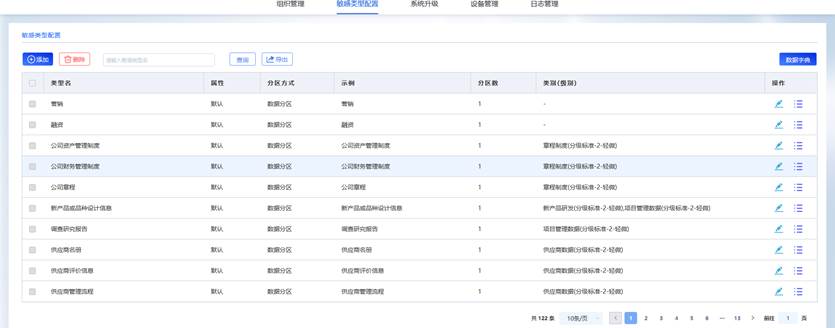 组织管理 敏感类型配置 系统升级 设备管理 日志管理
敏感类型配置
添加 删除 查询 导出 数据字典
类型名 属性 分区方式 示例 分区数 类别(级别) 操作
营销 默认 数据分区 营销 1 -
融资 默认 数据分区 融资 1 -
公司资产管理制度 默认 数据分区 公司资产管理制度 1 章程制度(分级标准-2-轻微)
公司财务管理制度 默认 数据分区 公司财务管理制度 1 章程制度(分级标准-2-轻微)
公司章程 默认 数据分区 公司章程 1 章程制度(分级标准-2-轻微)
新产品或品种设计信息 默认 数据分区 新产品或品种设计信息 1 新产品研发(分级标准-2-轻微),项目管理数据(分级标准-2-轻微)
调查研究报告 默认 数据分区 调查研究报告 1 项目管理数据(分级标准-2-轻微)
供应商名册 默认 数据分区 供应商名册 1 供应商数据(分级标准-2-轻微)
供应商评价信息 默认 数据分区 供应商评价信息 1 供应商数据(分级标准-2-轻微)
供应商管理流程 默认 数据分区 供应商管理流程 1 供应商数据(分级标准-2-轻微)
共 122 条 10条/页 < 1 2 3 4 5 6 ··· 13 > 前往 1 页